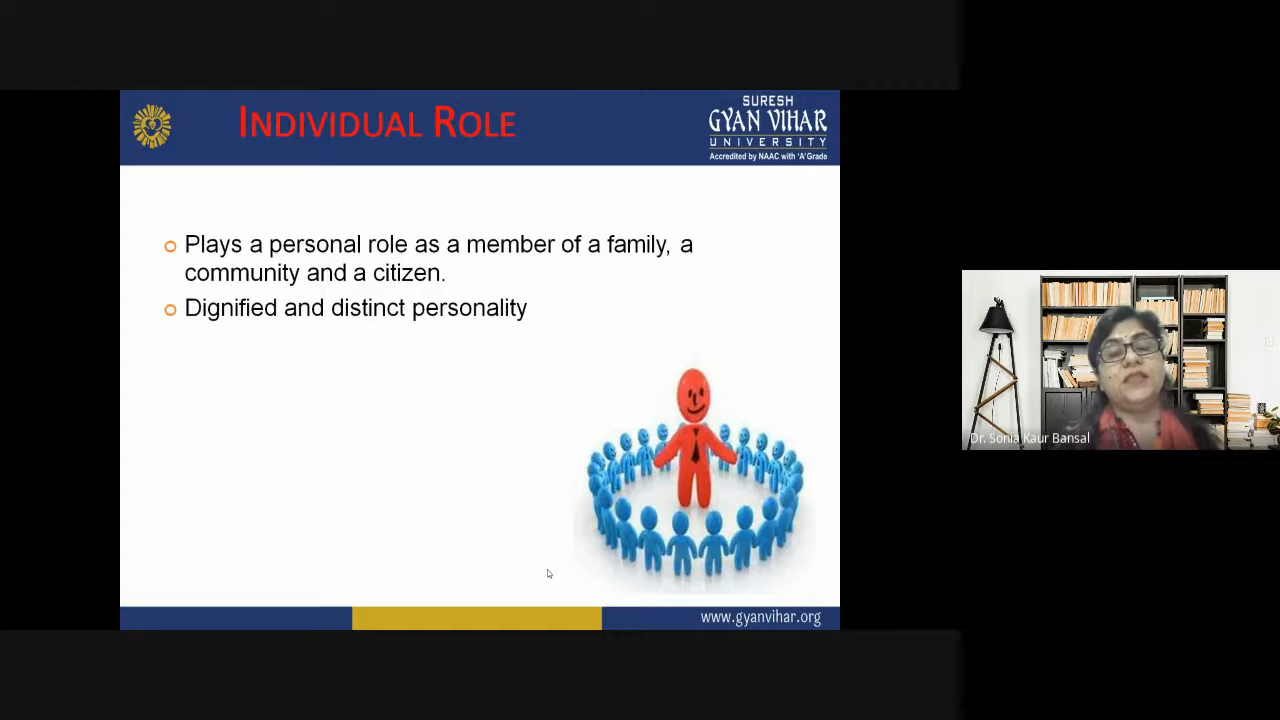 INDIVIDUAL ROLE
SURESH
GYAN VIHAR
UNIVERSITY
Accredited by NAAC with 'A' Grade
Plays a personal role as a member of a family, a
community and a citizen.
Dignified and distinct personality
Dr. Sonia Kaur Bansal
www.gyanvihar.org